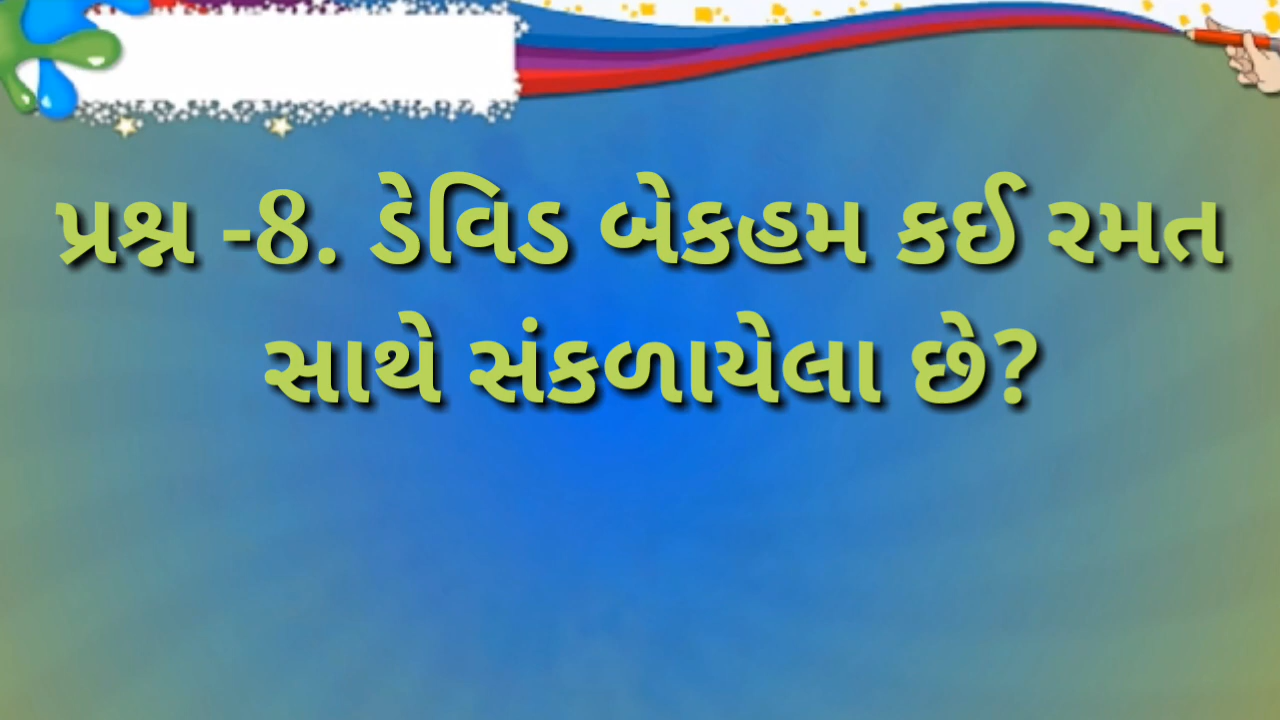 પ્રશ્ન -8. ડેવિડ બેકહમ કઈ રમત
સાથે સંકળાયેલા છે?